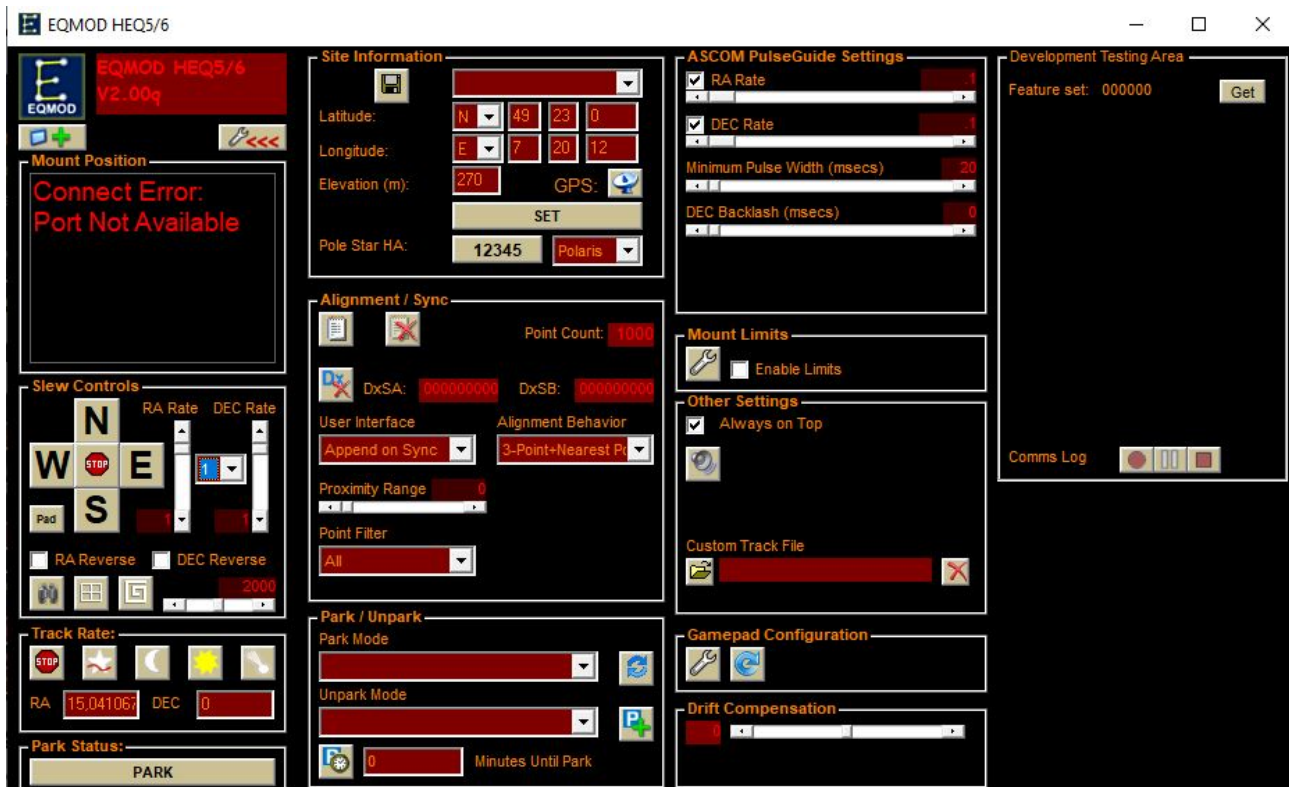 EQMOD HEQ5/6
EQMOD
EQMOD HEQ5/6
V2.00q
<<<
Mount Position
Connect Error:
Port Not Available
Slew Controls
RA Rate DEC Rate
N
W STOP E
1
S
Pad
1 1
RA Reverse DEC Reverse
2000
Track Rate:
STOP
RA 15,041067 DEC 0
Park Status:
PARK
Site Information
Latitude: N 49 23 0
Longitude: E 7 20 12
Elevation (m): 270 GPS:
SET
Pole Star HA: 12345 Polaris
Alignment / Sync
Point Count: 1000
Dx DxSA: 000000000 DxSB: 000000000
User Interface Alignment Behavior
Append on Sync 3-Point+Nearest
Proximity Range 0
Point Filter
All
Park / Unpark
Park Mode
Unpark Mode
P
P 0 Minutes Until Park
ASCOM PulseGuide Settings
RA Rate .1
DEC Rate .1
Minimum Pulse Width (msecs) 20
DEC Backlash (msecs) 0
Mount Limits
Enable Limits
Other Settings
Always on Top
Custom Track File
Gamepad Configuration
Drift Compensation
0
Development Testing Area
Feature set: 000000 Get
Comms Log